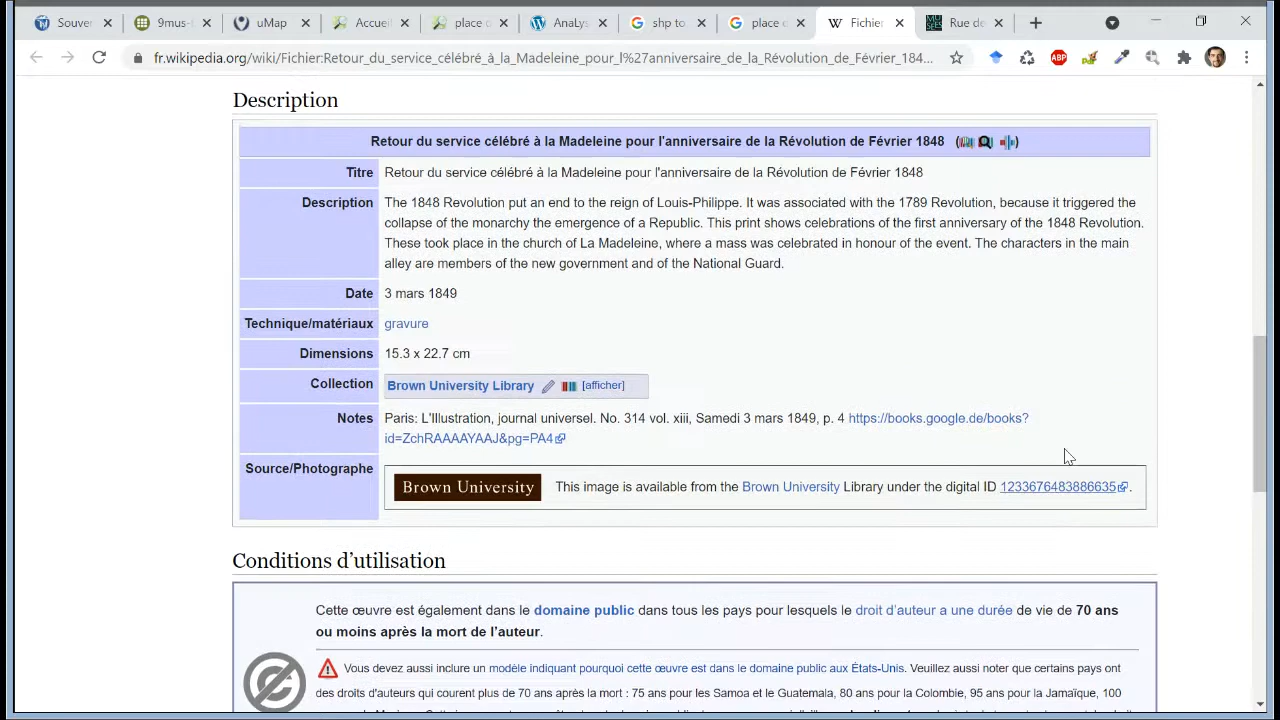 Souver
9mus-L
uMap
Accuei
place d
Analys
shp to
place d
Fichier
Rue de
fr.wikipedia.org/wiki/Fichier:Retour_du_service_célébré_à_la_Madeleine_pour_l%27anniversaire_de_la_Révolution_de_Février_184...
ABP
Description
Retour du service célébré à la Madeleine pour l'anniversaire de la Révolution de Février 1848 ( )
Titre Retour du service célébré à la Madeleine pour l'anniversaire de la Révolution de Février 1848
Description The 1848 Revolution put an end to the reign of Louis-Philippe. It was associated with the 1789 Revolution, because it triggered the
collapse of the monarchy the emergence of a Republic. This print shows celebrations of the first anniversary of the 1848 Revolution.
These took place in the church of La Madeleine, where a mass was celebrated in honour of the event. The characters in the main
alley are members of the new government and of the National Guard.
Date 3 mars 1849
Technique/matériaux gravure
Dimensions 15.3 x 22.7 cm
Collection Brown University Library [afficher]
Notes Paris: L'Illustration, journal universel. No. 314 vol. xiii, Samedi 3 mars 1849, p. 4 https://books.google.de/books?
id=ZchRAAAAYAAJ&pg=PA4
Source/Photographe
Brown University This image is available from the Brown University Library under the digital ID 1233676483886635.
Conditions d’utilisation
Cette œuvre est également dans le domaine public dans tous les pays pour lesquels le droit d’auteur a une durée de vie de 70 ans
ou moins après la mort de l’auteur.
Vous devez aussi inclure un modèle indiquant pourquoi cette œuvre est dans le domaine public aux États-Unis. Veuillez aussi noter que certains pays ont
des droits d'auteurs qui courent plus de 70 ans après la mort : 75 ans pour les Samoa et le Guatemala, 80 ans pour la Colombie, 95 ans pour la Jamaïque, 100